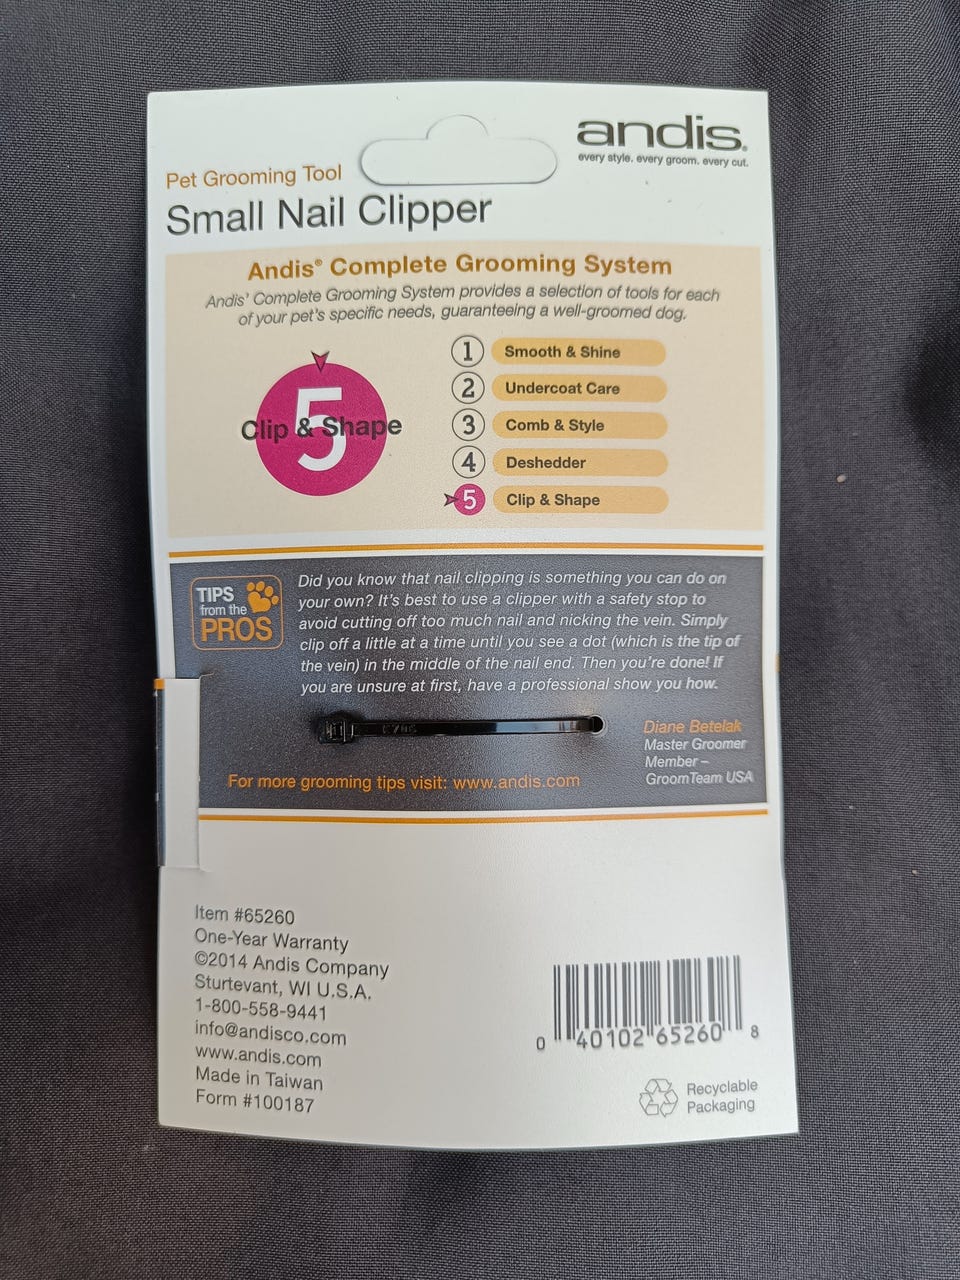 andis.
every style. every groom. every cut.
Pet Grooming Tool
Small Nail Clipper
Andis® Complete Grooming System
Andis' Complete Grooming System provides a selection of tools for each
of your pet's specific needs, guaranteeing a well-groomed dog.
5
Clip & Shape
1 Smooth & Shine
2 Undercoat Care
3 Comb & Style
4 Deshedder
5 Clip & Shape
TIPS
from the
PROS
Did you know that nail clipping is something you can do on
your own? It's best to use a clipper with a safety stop to
avoid cutting off too much nail and nicking the vein. Simply
clip off a little at a time until you see a dot (which is the tip of
the vein) in the middle of the nail end. Then you're done! If
you are unsure at first, have a professional show you how.
Diane Betelak
Master Groomer
Member –
GroomTeam USA
For more grooming tips visit: www.andis.com
Item #65260
One-Year Warranty
©2014 Andis Company
Sturtevant, WI U.S.A.
1-800-558-9441
info@andisco.com
www.andis.com
Made in Taiwan
Form #100187
0 40102 65260 8
Recyclable
Packaging